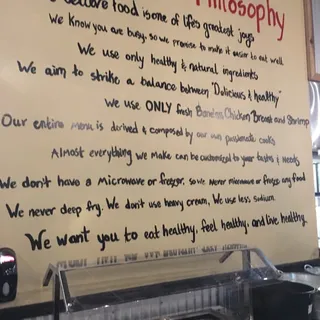 Philosophy
believe food is one of life's greatest joys
We know you are busy, so we promise to make it easier to eat well.
We use only healthy & natural ingredients
We aim to strike a balance between "Delicious & healthy"
We use ONLY fresh Boneless Chicken Breast and Shrimp
Our entire menu is derived & composed by our own passionate cooks
Almost everything we make can be customized to your tastes & needs
We don't have a microwave or freezer, so we never microwave or freeze any food
We never deep fry. We don't use heavy cream. We use less sodium.
We want you to eat healthy, feel healthy, and live healthy.